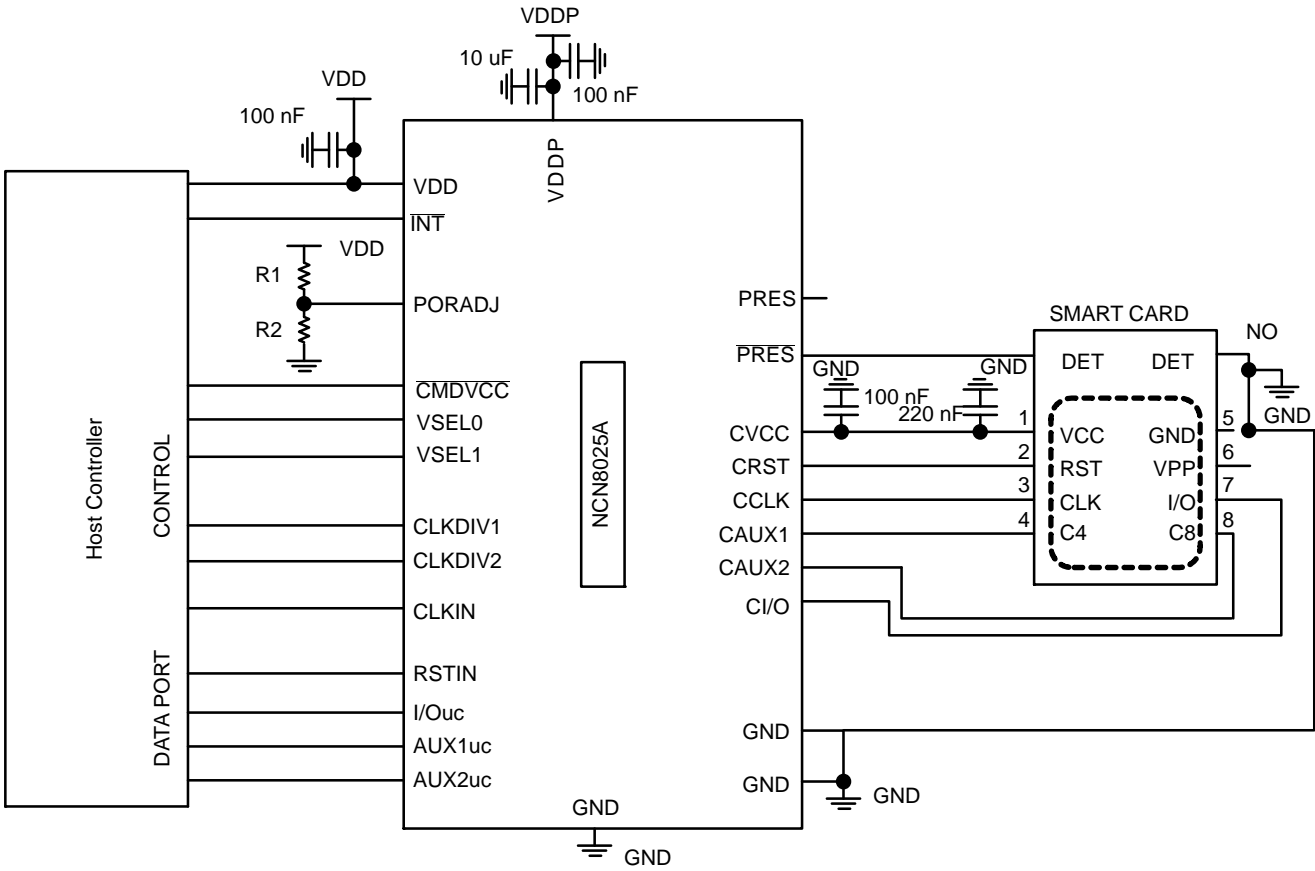 VDDP
10 uF
100 nF
VDD
100 nF
VDDP
VDD
INT
VDD
R1
R2
PORADJ
CMDVCC
VSEL0
VSEL1
CLKDIV1
CLKDIV2
CLKIN
RSTIN
I/Ouc
AUX1uc
AUX2uc
Host Controller
CONTROL
DATA PORT
NCN8025A
PRES
PRES
CVCC
CRST
CCLK
CAUX1
CAUX2
CI/O
GND
GND
GND
GND
GND
GND
100 nF
GND
220 nF
SMART CARD
NO
DET
DET
GND
1
VCC
GND
5
2
RST
VPP
6
3
CLK
I/O
7
4
C4
C8
8